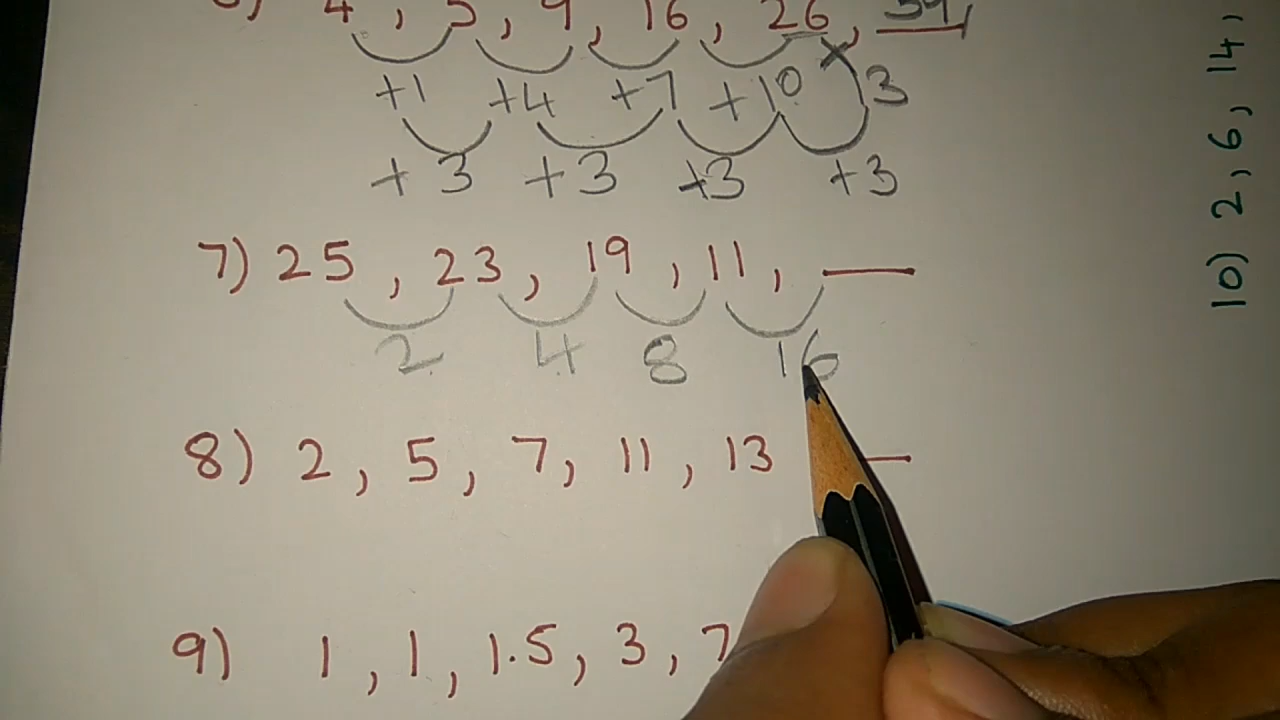 6) 4, 5, 9, 16, 26, 39
+1 +4 +7 +10 13
+3 +3 +3 +3
7) 25, 23, 19, 11,
2 4 8 16
8) 2, 5, 7, 11, 13
9) 1, 1, 1.5, 3, 7
10) 2, 6, 14,